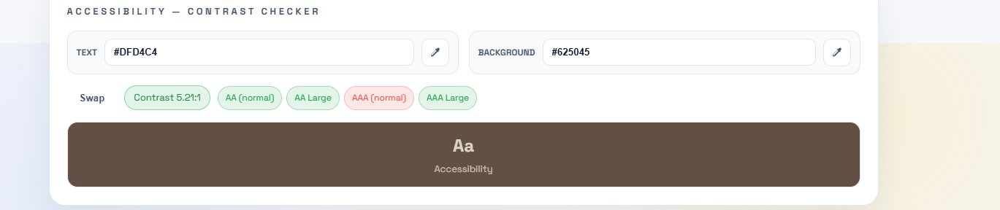 ACCESSIBILITY — CONTRAST CHECKER
TEXT #DFD4C4 BACKGROUND #625045
Swap Contrast 5.21:1 AA (normal) AA Large AAA (normal) AAA Large
Aa
Accessibility